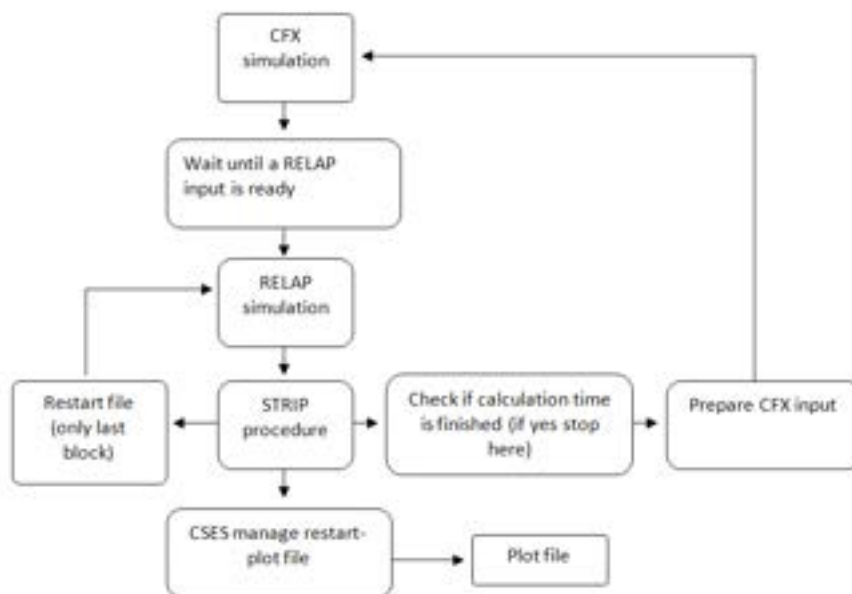 CFX
simulation
Wait until a RELAP
input is ready
RELAP
simulation
Restart file
(only last
block)
STRIP
procedure
Check if calculation time
is finished (if yes stop
here)
Prepare CFX input
CSES manage restart-
plot file
Plot file